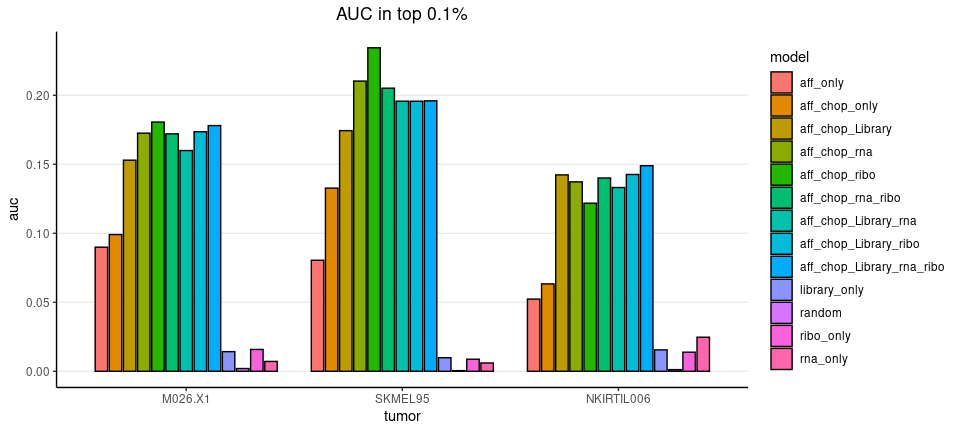 AUC in top 0.1%
auc
0.20
0.15
0.10
0.05
0.00
M026.X1
SKMEL95
NKIRTIL006
tumor
model
aff_only
aff_chop_only
aff_chop_Library
aff_chop_rna
aff_chop_ribo
aff_chop_rna_ribo
aff_chop_Library_rna
aff_chop_Library_ribo
aff_chop_Library_rna_ribo
library_only
random
ribo_only
rna_only